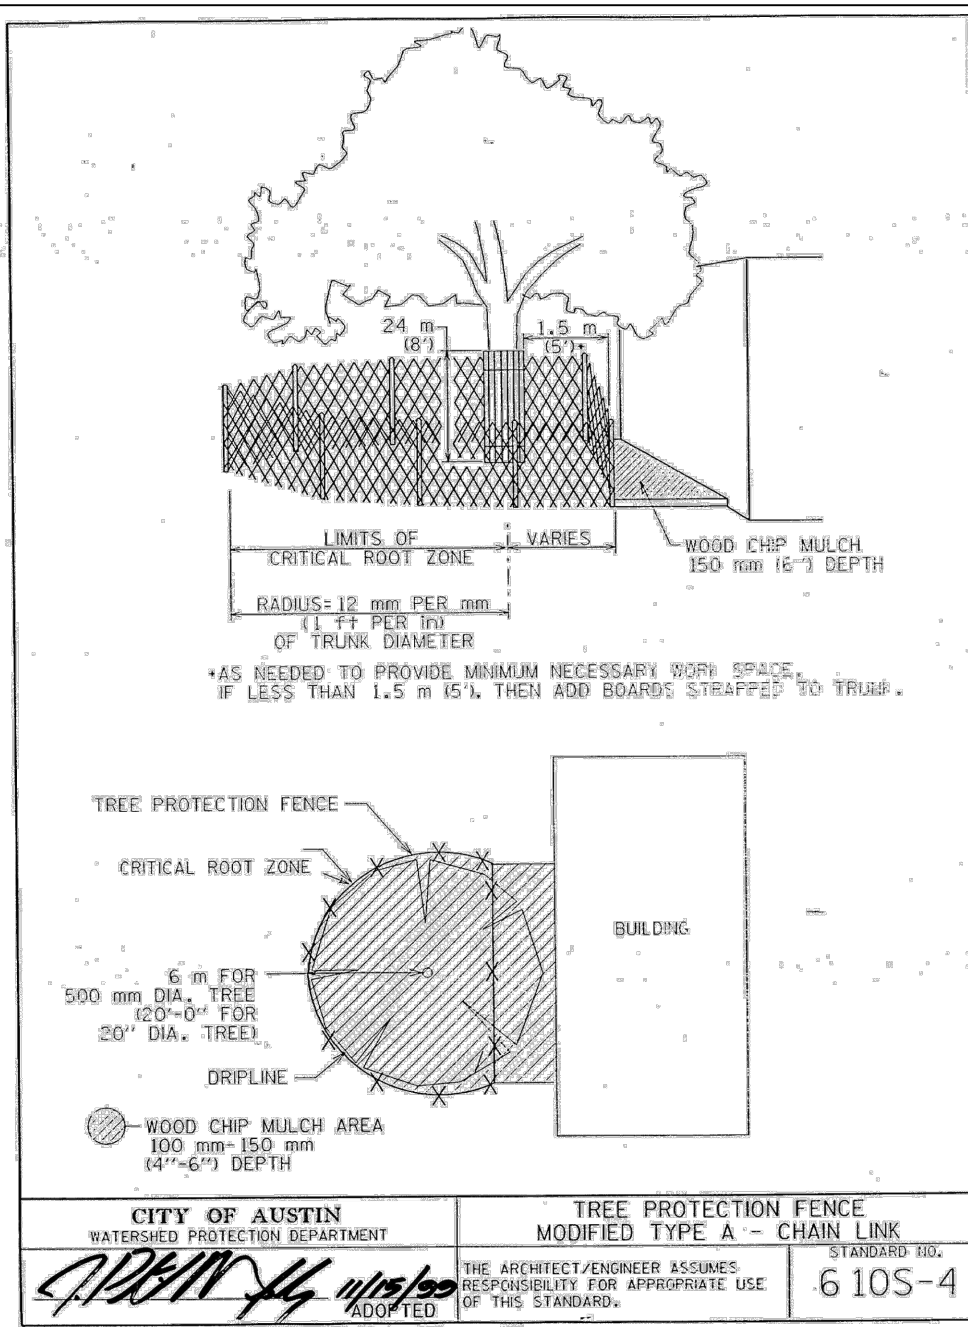 24 m
(8')
1.5 m
(5')*
LIMITS OF
CRITICAL ROOT ZONE
VARIES
WOOD CHIP MULCH
150 mm (6") DEPTH
RADIUS=12 mm PER mm
(1 ft PER in)
OF TRUNK DIAMETER
*AS NEEDED TO PROVIDE MINIMUM NECESSARY WORK SPACE.
IF LESS THAN 1.5 m (5'), THEN ADD BOARDS STRAPPED TO TRUNK.
TREE PROTECTION FENCE
CRITICAL ROOT ZONE
BUILDING
6 m FOR
500 mm DIA. TREE
(20'-0" FOR
20" DIA. TREE)
DRIPLINE
WOOD CHIP MULCH AREA
100 mm-150 mm
(4"-6") DEPTH
CITY OF AUSTIN
WATERSHED PROTECTION DEPARTMENT
11/15/99
ADOPTED
TREE PROTECTION FENCE
MODIFIED TYPE A - CHAIN LINK
THE ARCHITECT/ENGINEER ASSUMES
RESPONSIBILITY FOR APPROPRIATE USE
OF THIS STANDARD.
STANDARD NO.
610S-4